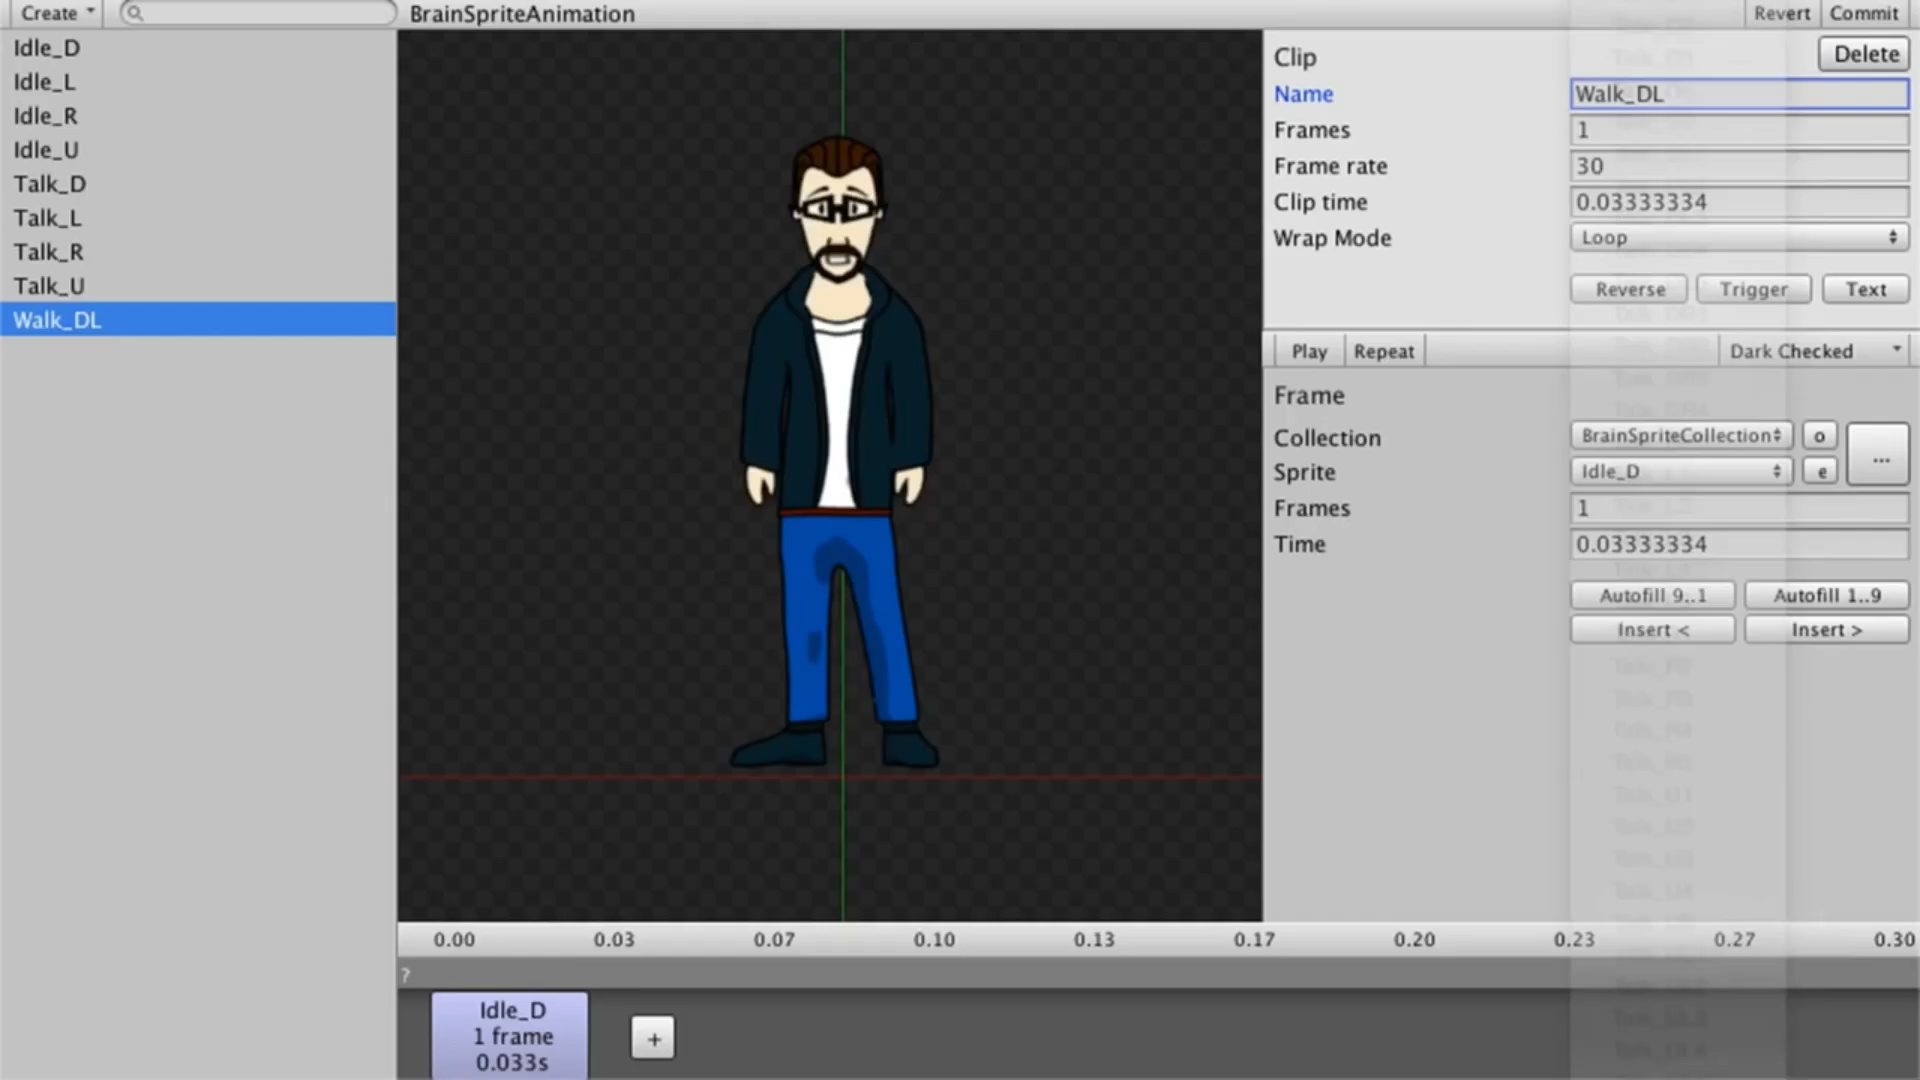 Create
BrainSpriteAnimation
Revert
Commit
Idle_D
Idle_L
Idle_R
Idle_U
Talk_D
Talk_L
Talk_R
Talk_U
Walk_DL
Clip
Delete
Name
Walk_DL
Frames
1
Frame rate
30
Clip time
0.03333334
Wrap Mode
Loop
Reverse
Trigger
Text
Play
Repeat
Dark Checked
Frame
Collection
BrainSpriteCollection
o
...
Sprite
Idle_D
e
Frames
1
Time
0.03333334
Autofill 9..1
Autofill 1..9
Insert <
Insert >
0.00 0.03 0.07 0.10 0.13 0.17 0.20 0.23 0.27 0.30
?
Idle_D
1 frame
0.033s
+